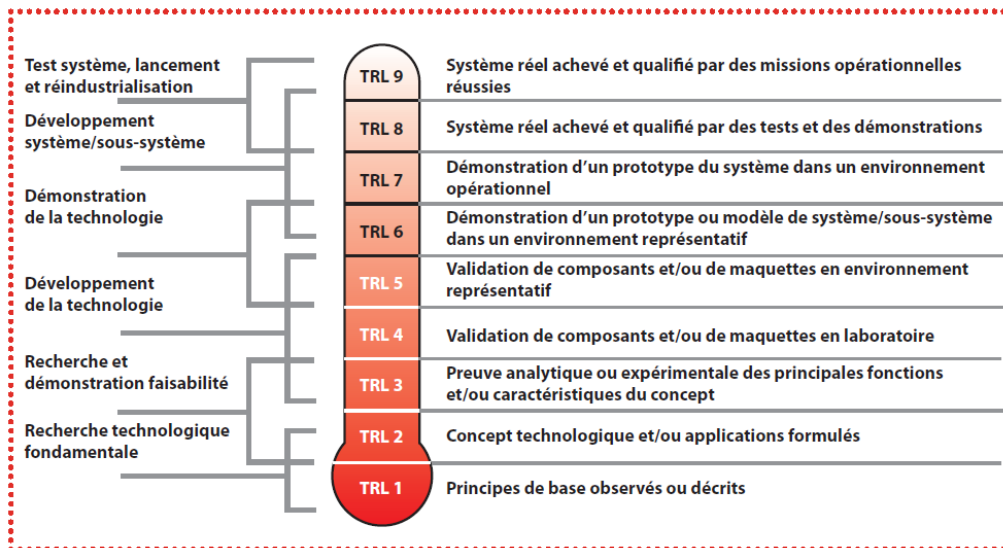 Test système, lancement
et réindustrialisation
Développement
système/sous-système
Démonstration
de la technologie
Développement
de la technologie
Recherche et
démonstration faisabilité
Recherche technologique
fondamentale
TRL 9
TRL 8
TRL 7
TRL 6
TRL 5
TRL 4
TRL 3
TRL 2
TRL 1
Système réel achevé et qualifié par des missions opérationnelles
réussies
Système réel achevé et qualifié par des tests et des démonstrations
Démonstration d'un prototype du système dans un environnement
opérationnel
Démonstration d'un prototype ou modèle de système/sous-système
dans un environnement représentatif
Validation de composants et/ou de maquettes en environnement
représentatif
Validation de composants et/ou de maquettes en laboratoire
Preuve analytique ou expérimentale des principales fonctions
et/ou caractéristiques du concept
Concept technologique et/ou applications formulés
Principes de base observés ou décrits